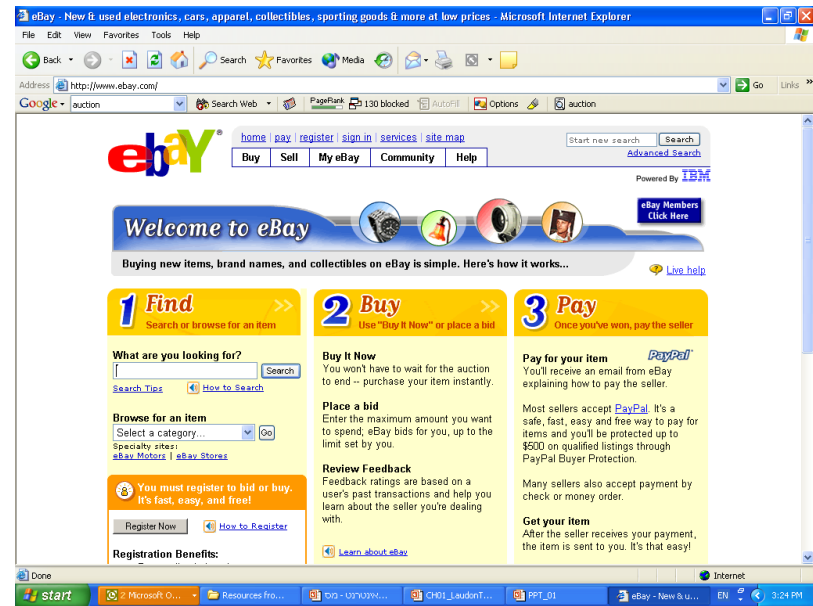 eBay - New & used electronics, cars, apparel, collectibles, sporting goods & more at low prices - Microsoft Internet Explorer
File Edit View Favorites Tools Help
Back Search Favorites Media
Address http://www.ebay.com/ Go Links »
Google auction Search Web PageRank 130 blocked AutoFill Options auction
ebaY®
home | pay | register | sign in | services | site map
Start new search Search
Buy Sell My eBay Community Help
Advanced Search
Powered By IBM
Welcome to eBay
eBay Members
Click Here
Buying new items, brand names, and collectibles on eBay is simple. Here's how it works...
Live help
1 Find
Search or browse for an item
What are you looking for?
Search
Search Tips How to Search
Browse for an item
Select a category... Go
Specialty sites:
eBay Motors | eBay Stores
You must register to bid or buy.
It's fast, easy, and free!
Register Now How to Register
Registration Benefits:
2 Buy
Use "Buy It Now" or place a bid
Buy It Now
You won't have to wait for the auction
to end -- purchase your item instantly.
Place a bid
Enter the maximum amount you want
to spend; eBay bids for you, up to the
limit set by you.
Review Feedback
Feedback ratings are based on a
user's past transactions and help you
learn about the seller you're dealing
with.
Learn about eBay
3 Pay
Once you've won, pay the seller
Pay for your item PayPal
You'll receive an email from eBay
explaining how to pay the seller.
Most sellers accept PayPal. It's a
safe, fast, easy and free way to pay for
items and you'll be protected up to
$500 on qualified listings through
PayPal Buyer Protection.
Many sellers also accept payment by
check or money order.
Get your item
After the seller receives your payment,
the item is sent to you. It's that easy!
Done Internet
start 2 Microsoft O... Resources fro... אינטרנט - מוס... CH01_LaudonT... PPT_01 eBay - New & u... EN 3:24 PM